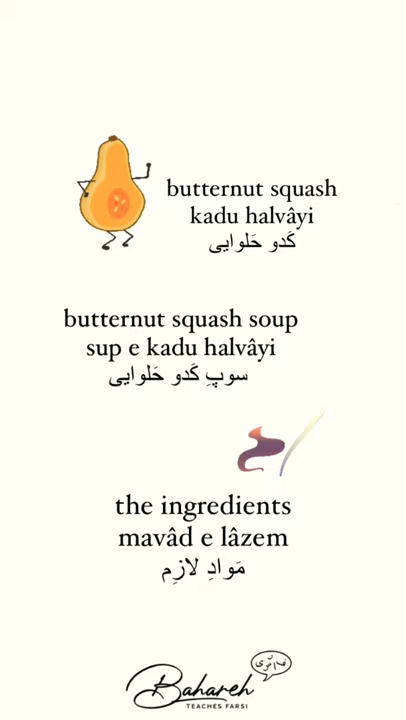 butternut squash
kadu halvâyi
کَدو حَلوایی
butternut squash soup
sup e kadu halvâyi
سوپِ کَدو حَلوایی
the ingredients
mavâd e lâzem
مَوادِ لازِم
Bahareh
TEACHES FARSI